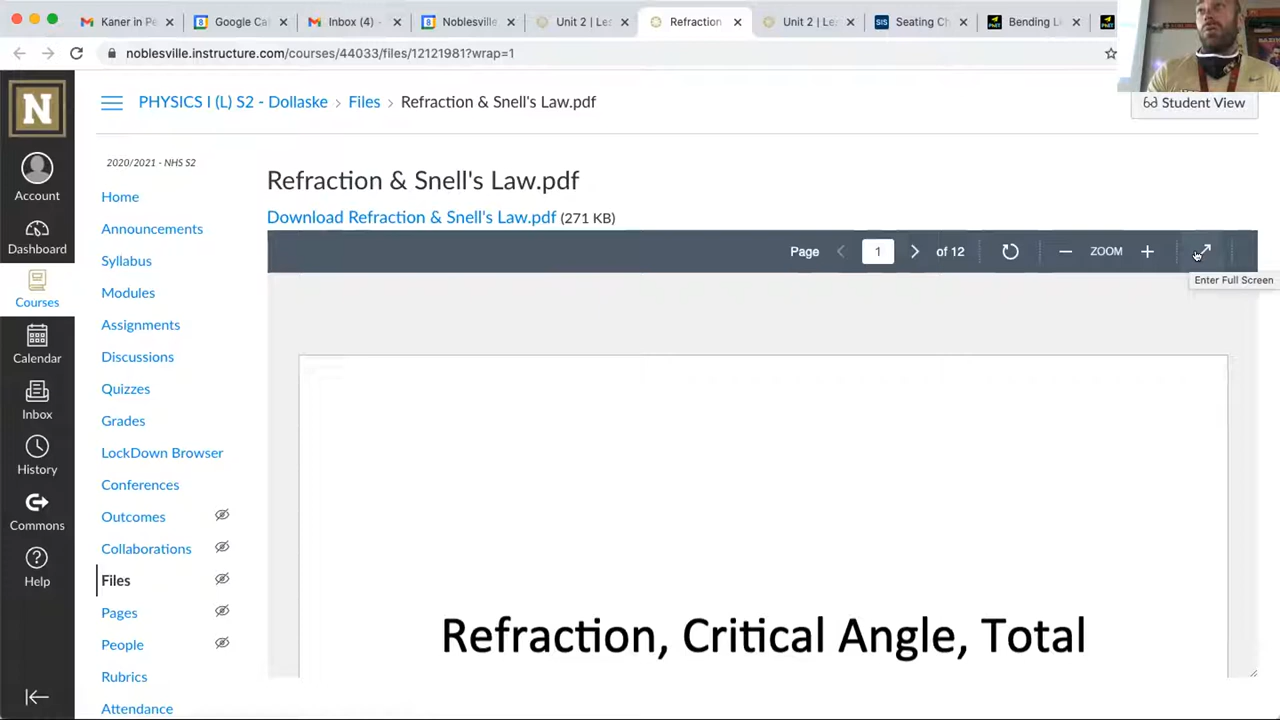 Kaner in Pe
Google Ca
Inbox (4) -
Noblesville
Unit 2 | Les
Refraction
Unit 2 | Les
Seating Ch
Bending Li
noblesville.instructure.com/courses/44033/files/12121981?wrap=1
PHYSICS I (L) S2 - Dollaske › Files › Refraction & Snell's Law.pdf
Student View
N
Account
Dashboard
Courses
Calendar
Inbox
History
Commons
Help
2020/2021 - NHS S2
Home
Announcements
Syllabus
Modules
Assignments
Discussions
Quizzes
Grades
LockDown Browser
Conferences
Outcomes
Collaborations
Files
Pages
People
Rubrics
Attendance
Refraction & Snell's Law.pdf
Download Refraction & Snell's Law.pdf (271 KB)
Page 1 of 12 ZOOM
Enter Full Screen
Refraction, Critical Angle, Total